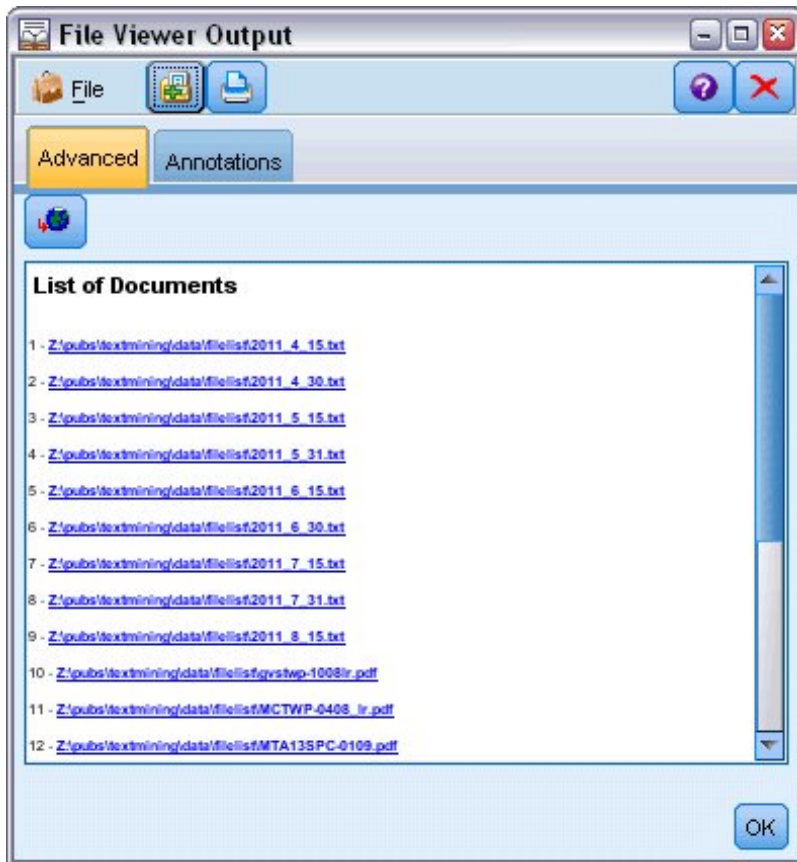 File Viewer Output
File
Advanced
Annotations
List of Documents
1 - Z:\pubs\textmining\data\filelist\2011_4_15.txt
2 - Z:\pubs\textmining\data\filelist\2011_4_30.txt
3 - Z:\pubs\textmining\data\filelist\2011_5_15.txt
4 - Z:\pubs\textmining\data\filelist\2011_5_31.txt
5 - Z:\pubs\textmining\data\filelist\2011_6_15.txt
6 - Z:\pubs\textmining\data\filelist\2011_6_30.txt
7 - Z:\pubs\textmining\data\filelist\2011_7_15.txt
8 - Z:\pubs\textmining\data\filelist\2011_7_31.txt
9 - Z:\pubs\textmining\data\filelist\2011_8_15.txt
10 - Z:\pubs\textmining\data\filelist\gvstwp-1008lr.pdf
11 - Z:\pubs\textmining\data\filelist\MCTWP-0408_lr.pdf
12 - Z:\pubs\textmining\data\filelist\MTA13SPC-0109.pdf
OK